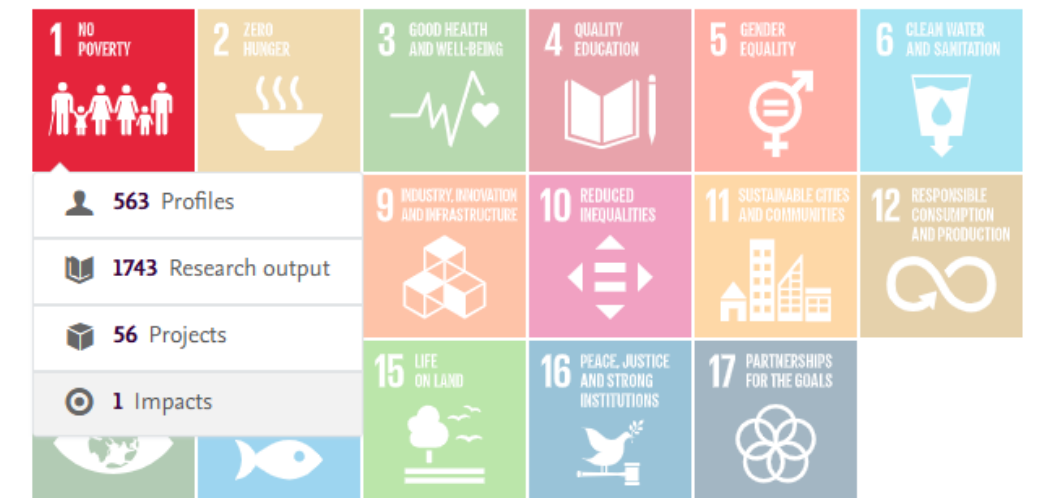 1 NO
POVERTY
2 ZERO
HUNGER
3 GOOD HEALTH
AND WELL-BEING
4 QUALITY
EDUCATION
5 GENDER
EQUALITY
6 CLEAN WATER
AND SANITATION
563 Profiles
1743 Research output
56 Projects
1 Impacts
9 INDUSTRY, INNOVATION
AND INFRASTRUCTURE
10 REDUCED
INEQUALITIES
11 SUSTAINABLE CITIES
AND COMMUNITIES
12 RESPONSIBLE
CONSUMPTION
AND PRODUCTION
15 LIFE
ON LAND
16 PEACE, JUSTICE
AND STRONG
INSTITUTIONS
17 PARTNERSHIPS
FOR THE GOALS